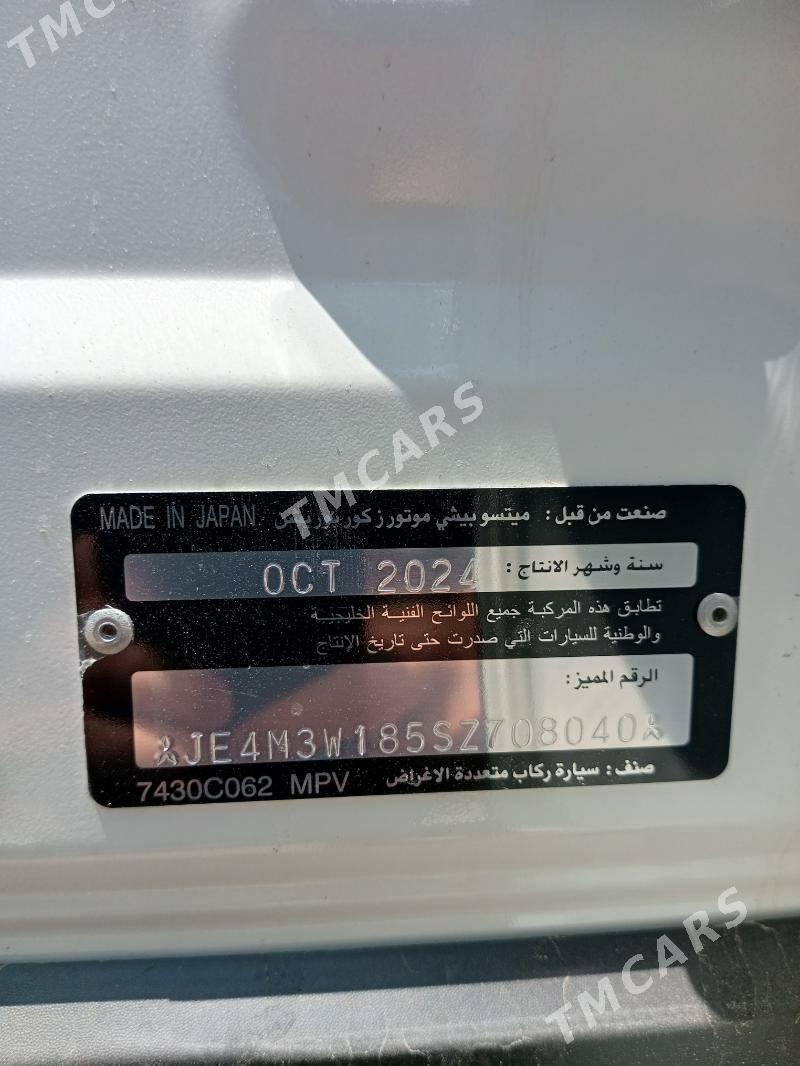 TMCARS
MADE IN JAPAN صنعت من قبل: ميتسوبيشي موتورز كوربوريشن
سنة وشهر الانتاج: OCT 2024
تطابق هذه المركبة جميع اللوائح الفنية الخليجية
والوطنية للسيارات التي صدرت حتى تاريخ الإنتاج
الرقم المميز:
JE4M3W185SZ708040
7430C062 MPV صنف: سيارة ركاب متعددة الاغراض
TMCARS
TMCARS